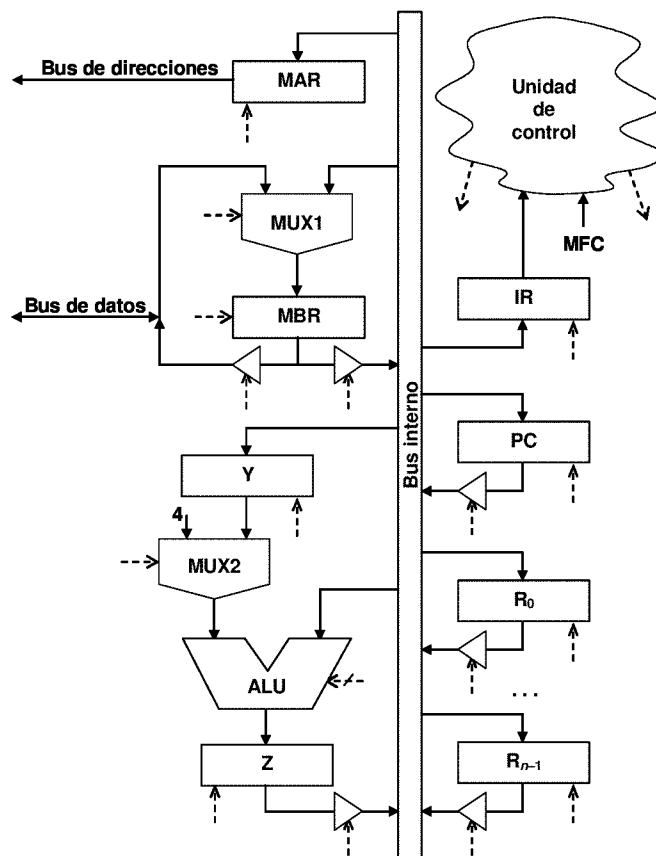 Bus de direcciones
MAR
Unidad
de
control
MUX1
MFC
Bus de datos
MBR
IR
Bus interno
PC
Y
4
MUX2
R0
ALU
...
Z
Rn–1